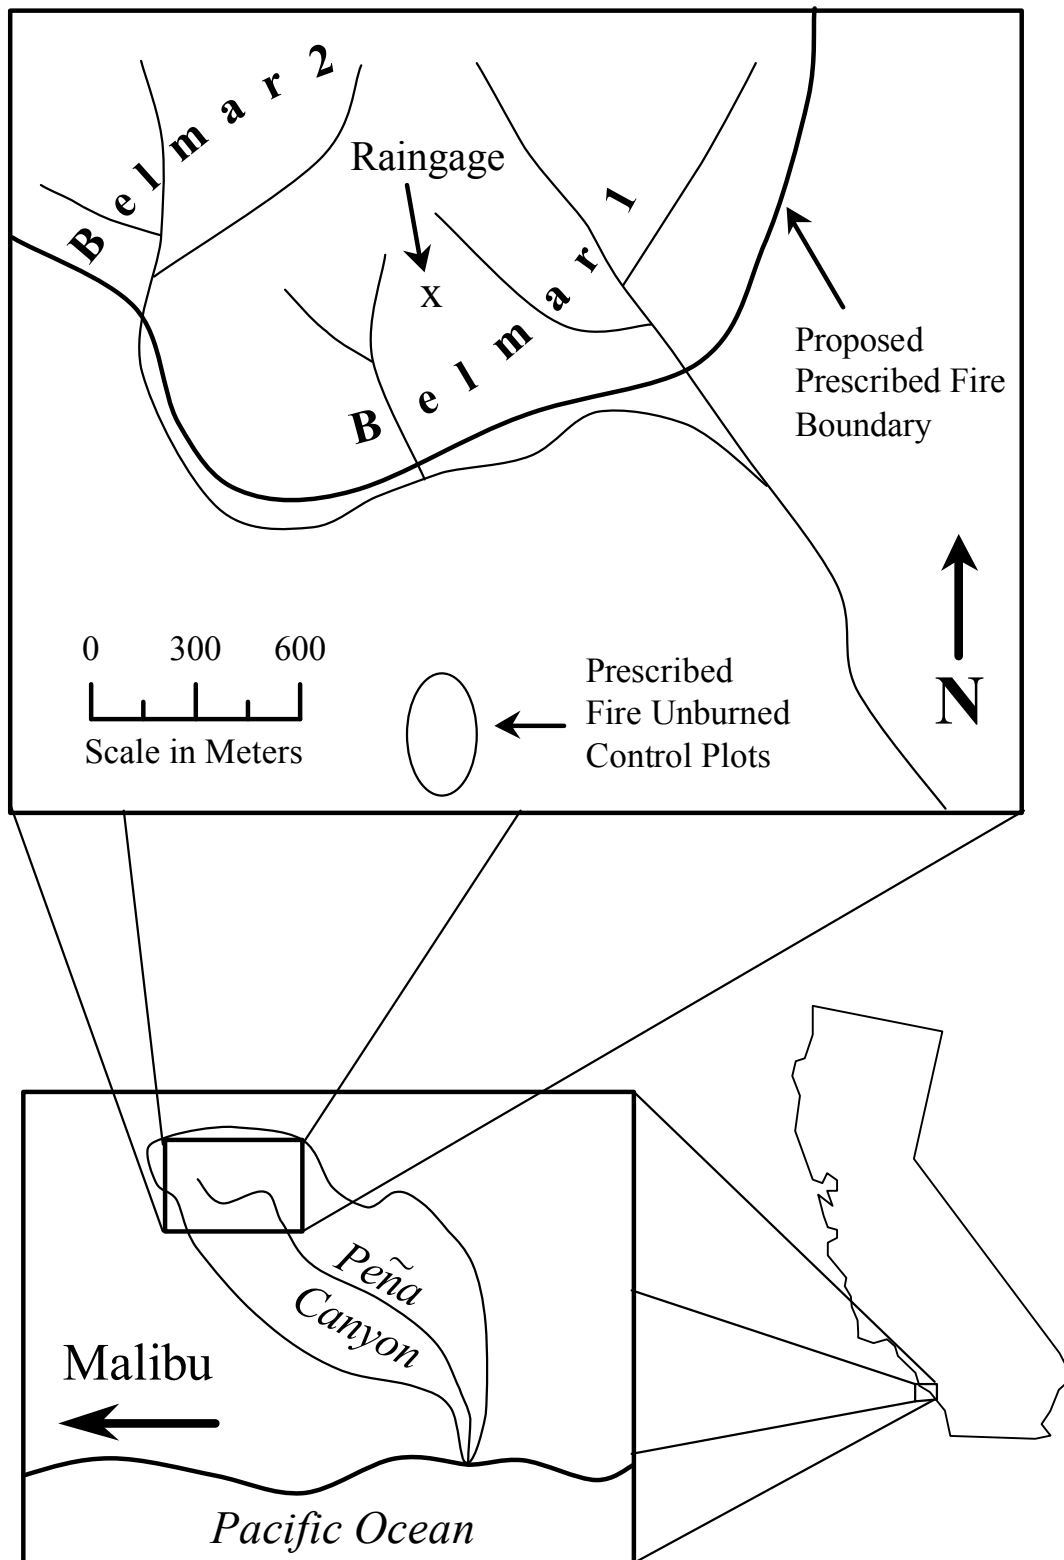 Belmar 2
Raingage
x
Belmar 1
Proposed
Prescribed Fire
Boundary
0 300 600
Scale in Meters
Prescribed
Fire Unburned
Control Plots
N
Peña
Canyon
Malibu
Pacific Ocean